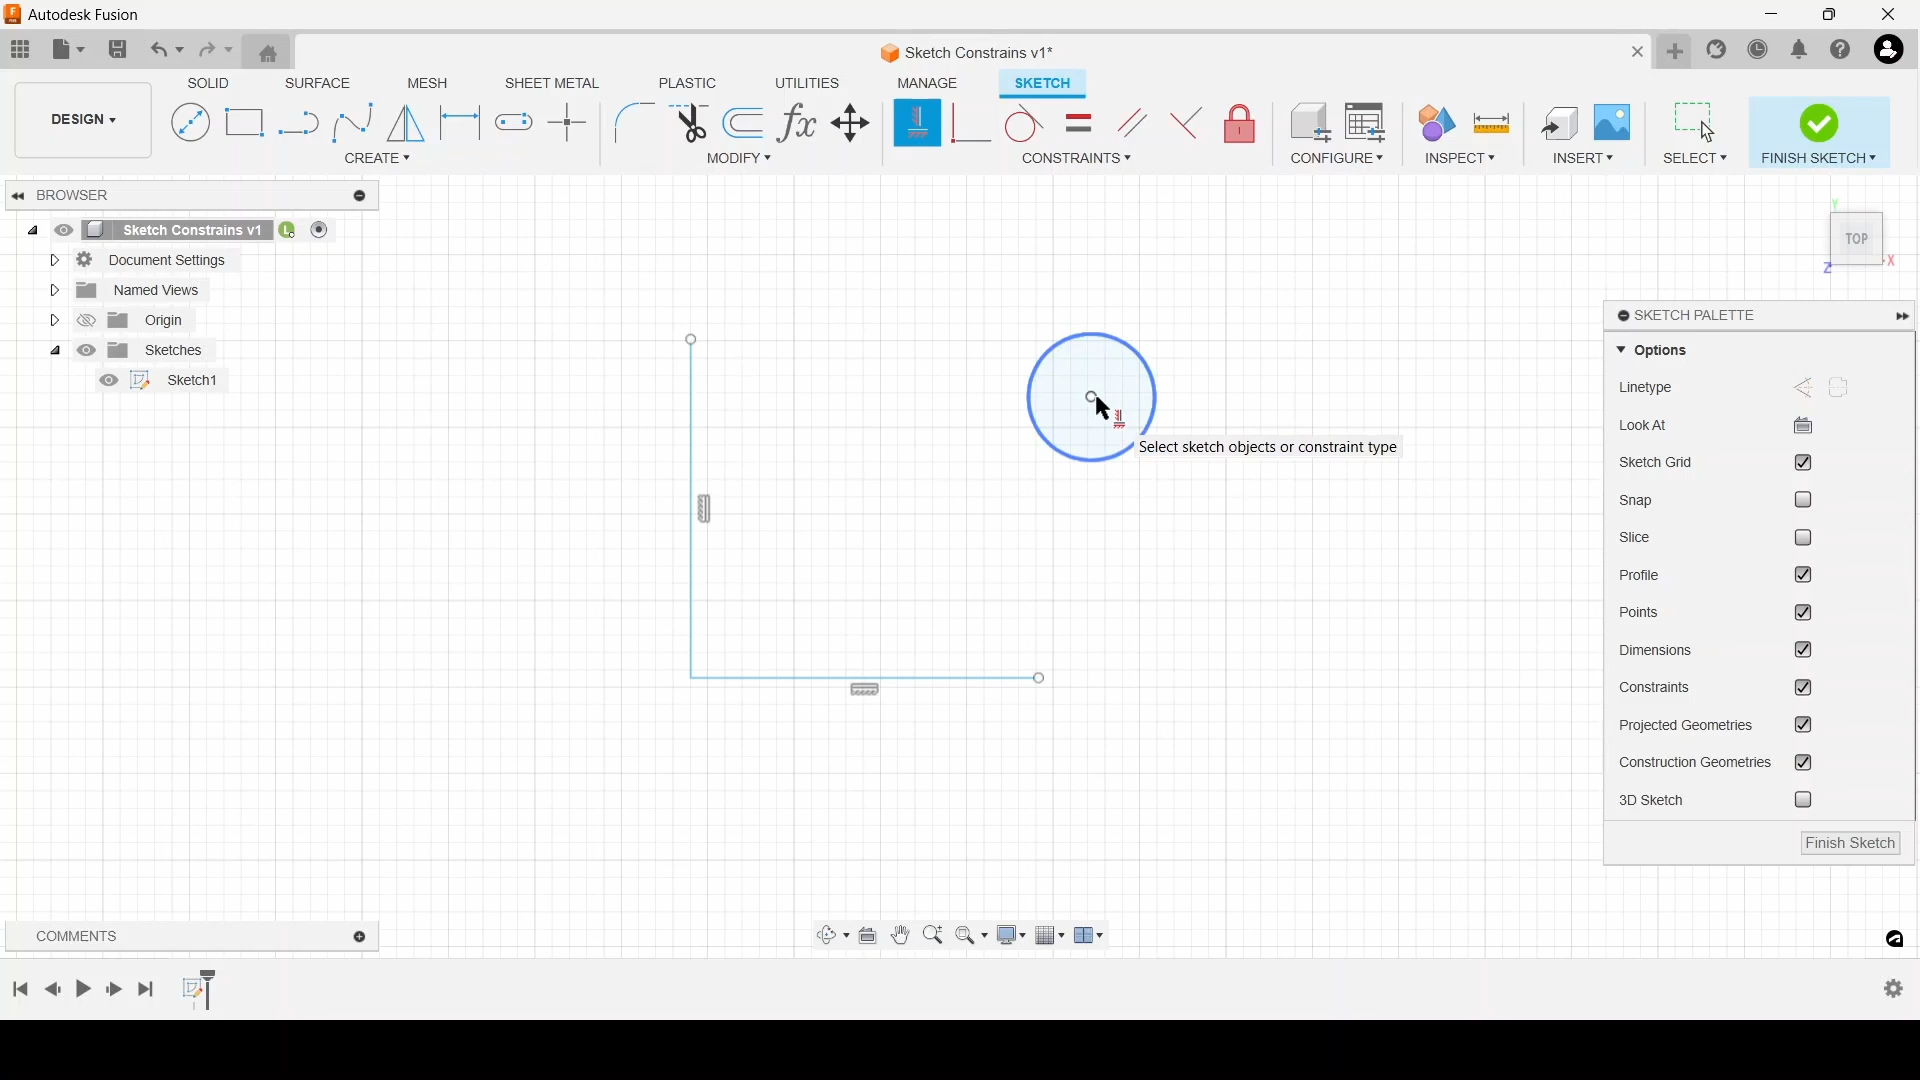 Autodesk Fusion
Sketch Constrains v1*
SOLID SURFACE MESH SHEET METAL PLASTIC UTILITIES MANAGE SKETCH
DESIGN
CREATE MODIFY CONSTRAINTS CONFIGURE INSPECT INSERT SELECT FINISH SKETCH
BROWSER
Sketch Constrains v1
Document Settings
Named Views
Origin
Sketches
Sketch1
Y
TOP
X
Z
Select sketch objects or constraint type
SKETCH PALETTE
Options
Linetype
Look At
Sketch Grid
Snap
Slice
Profile
Points
Dimensions
Constraints
Projected Geometries
Construction Geometries
3D Sketch
Finish Sketch
COMMENTS